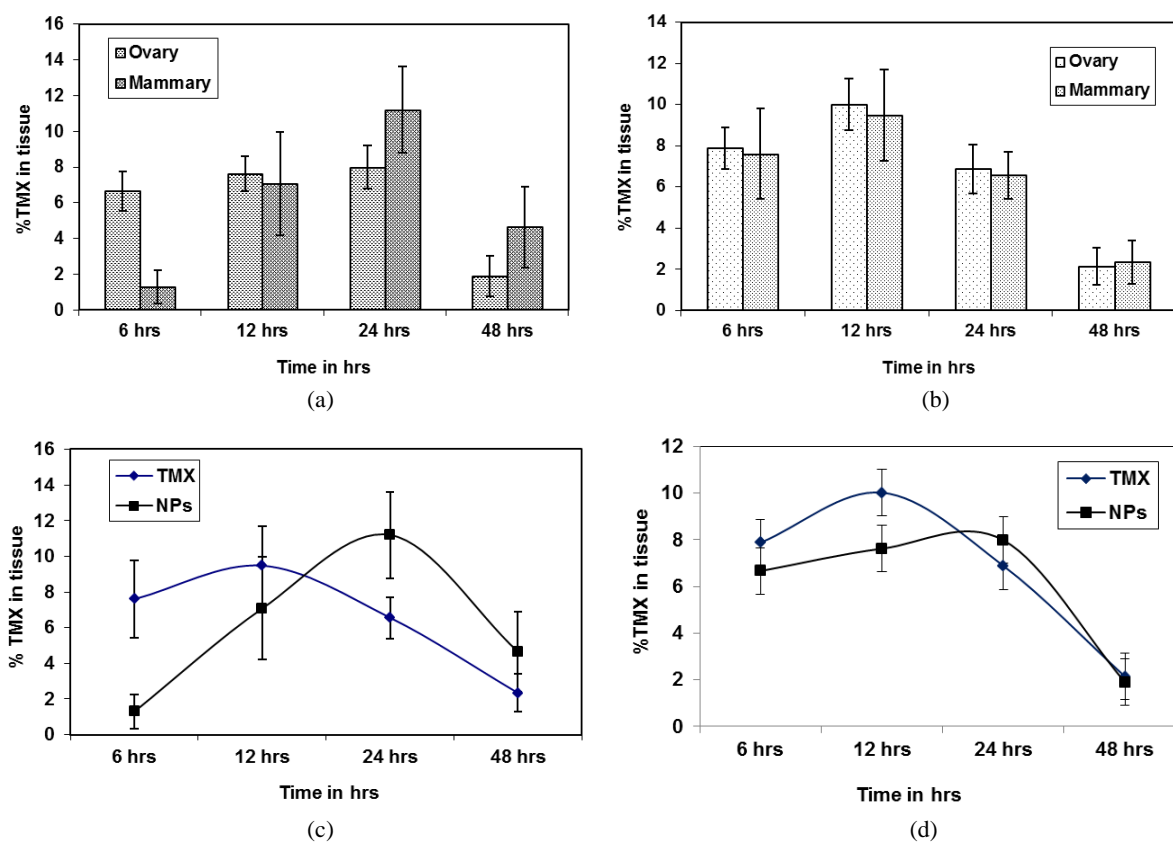 16
14
12
10
8
6
4
2
0
%TMX in tissue
Ovary
Mammary
6 hrs
12 hrs
24 hrs
48 hrs
Time in hrs
(a)
14
12
10
8
6
4
2
0
%TMX in tissue
Ovary
Mammary
6 hrs
12 hrs
24 hrs
48 hrs
Time in hrs
(b)
16
14
12
10
8
6
4
2
0
% TMX in tissue
TMX
NPs
6 hrs
12 hrs
24 hrs
48 hrs
Time in hrs
(c)
12
10
8
6
4
2
0
%TMX in tissue
TMX
NPs
6 hrs
12 hrs
24 hrs
48 hrs
Time in hrs
(d)